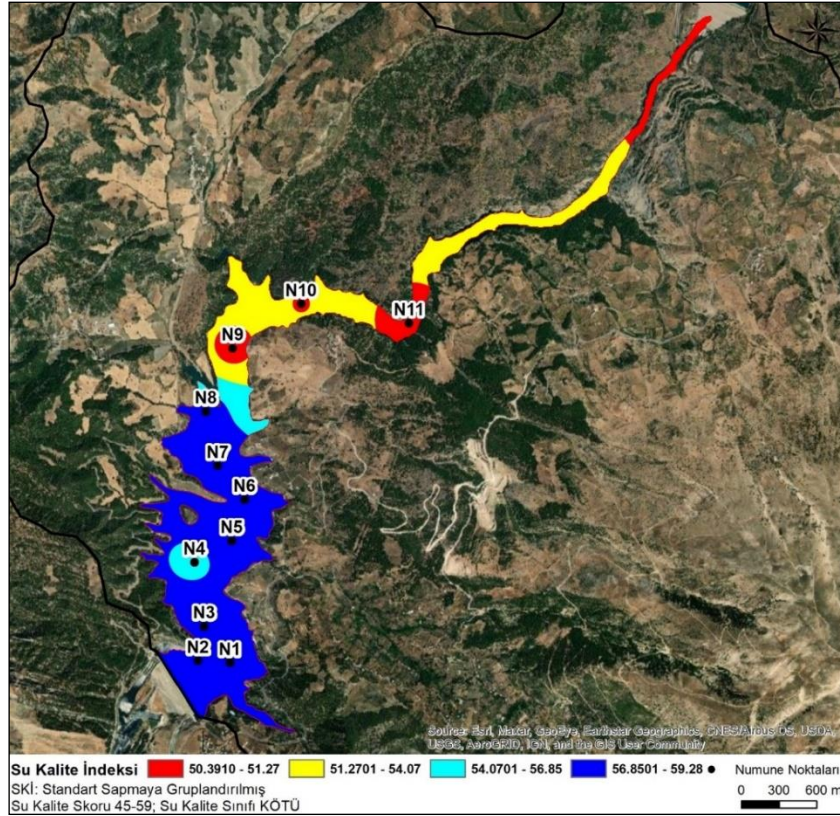 N10
N11
N9
N8
N7
N6
N5
N4
N3
N2 N1
Source: Esri, Maxar, GeoEye, Earthstar Geographics, CNES/Airbus DS, USDA,
USGS, AeroGRID, IGN, and the GIS User Community
Su Kalite İndeksi 50.3910 - 51.27 51.2701 - 54.07 54.0701 - 56.85 56.8501 - 59.28 Numune Noktaları
SKİ: Standart Sapmaya Gruplandırılmış
Su Kalite Skoru 45-59; Su Kalite Sınıfı KÖTÜ
0 300 600 m